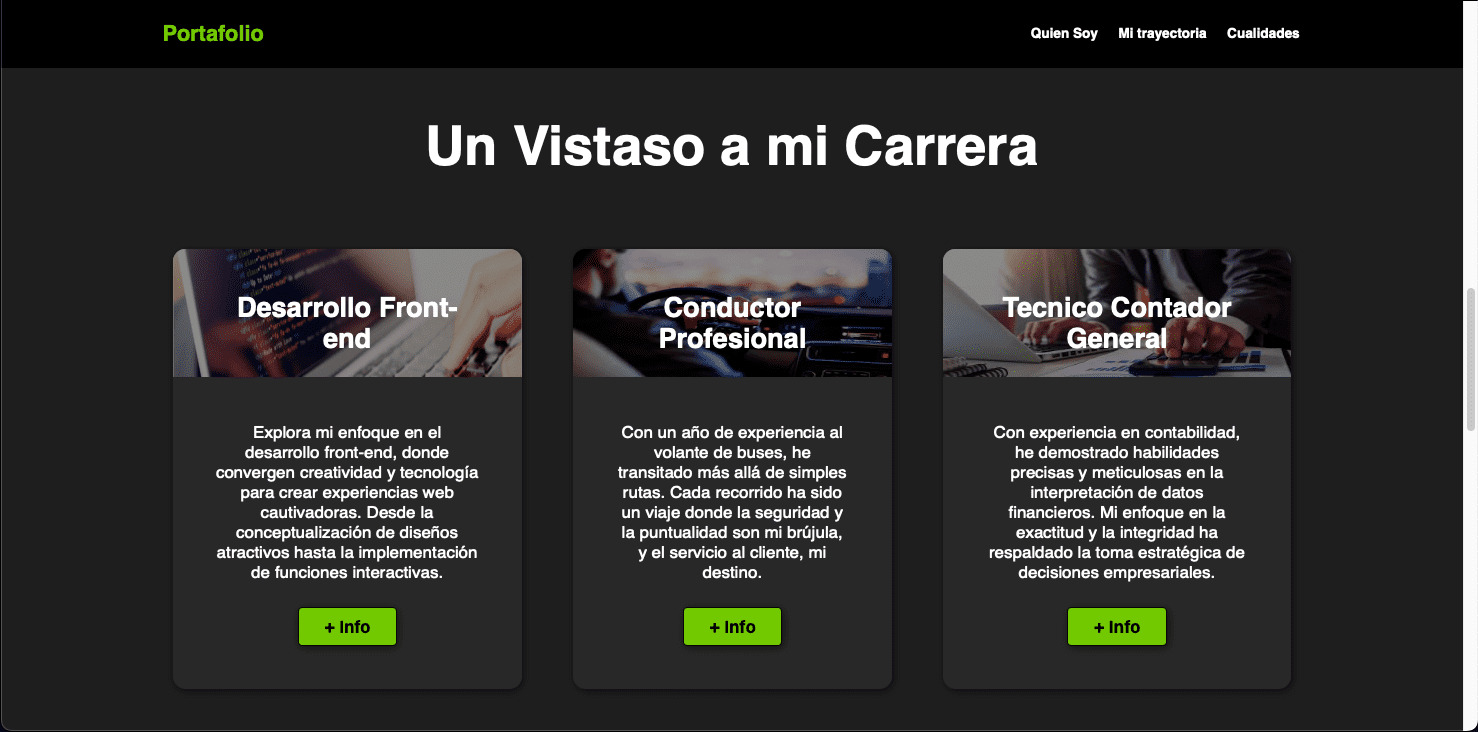 Portafolio
Quien Soy Mi trayectoria Cualidades
Un Vistaso a mi Carrera
Desarrollo Front-
end
Explora mi enfoque en el
desarrollo front-end, donde
convergen creatividad y tecnología
para crear experiencias web
cautivadoras. Desde la
conceptualización de diseños
atractivos hasta la implementación
de funciones interactivas.
+ Info
Conductor
Profesional
Con un año de experiencia al
volante de buses, he
transitado más allá de simples
rutas. Cada recorrido ha sido
un viaje donde la seguridad y
la puntualidad son mi brújula,
y el servicio al cliente, mi
destino.
+ Info
Tecnico Contador
General
Con experiencia en contabilidad,
he demostrado habilidades
precisas y meticulosas en la
interpretación de datos
financieros. Mi enfoque en la
exactitud y la integridad ha
respaldado la toma estratégica de
decisiones empresariales.
+ Info